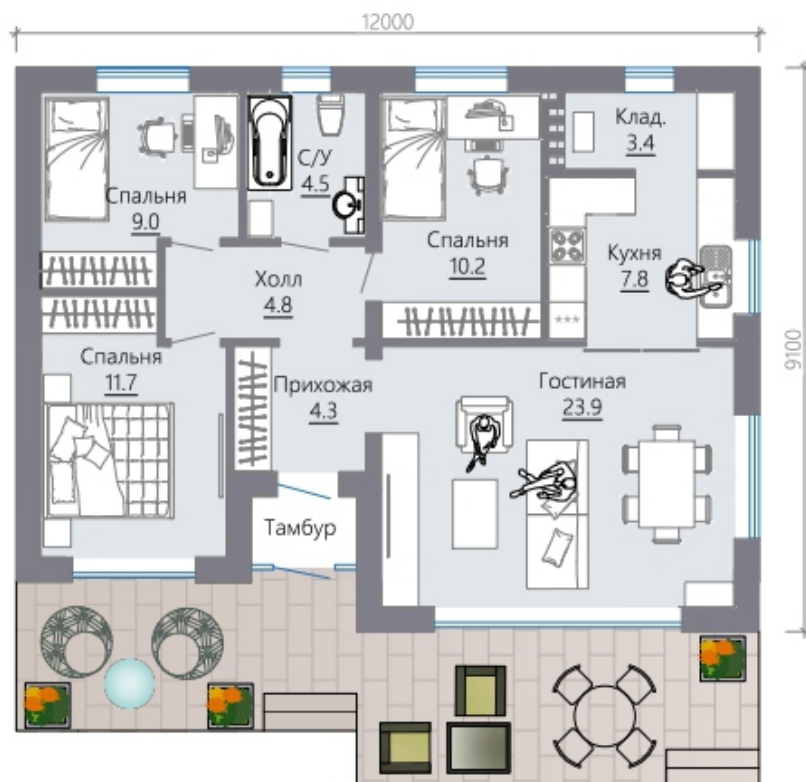 12000
Клад.
3.4
С/У
4.5
Спальня
9.0
Спальня
10.2
Кухня
7.8
Холл
4.8
***
9100
Спальня
11.7
Прихожая
4.3
Гостиная
23.9
Тамбур